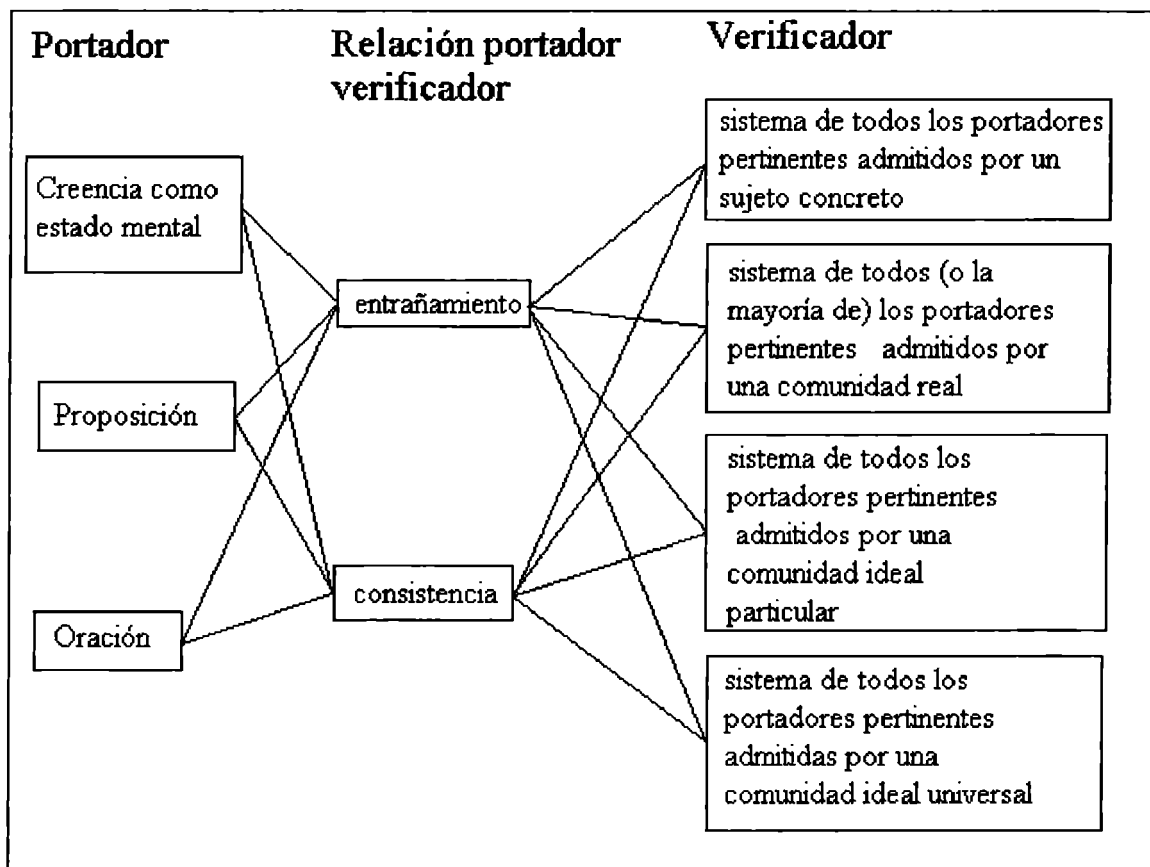 Portador
Relación portador
verificador
Verificador
Creencia como
estado mental
Proposición
Oración
entrañamiento
consistencia
sistema de todos los portadores
pertinentes admitidos por un
sujeto concreto
sistema de todos (o la
mayoría de) los portadores
pertinentes admitidos por
una comunidad real
sistema de todos los
portadores pertinentes
admitidos por una
comunidad ideal
particular
sistema de todos los
portadores pertinentes
admitidas por una
comunidad ideal universal